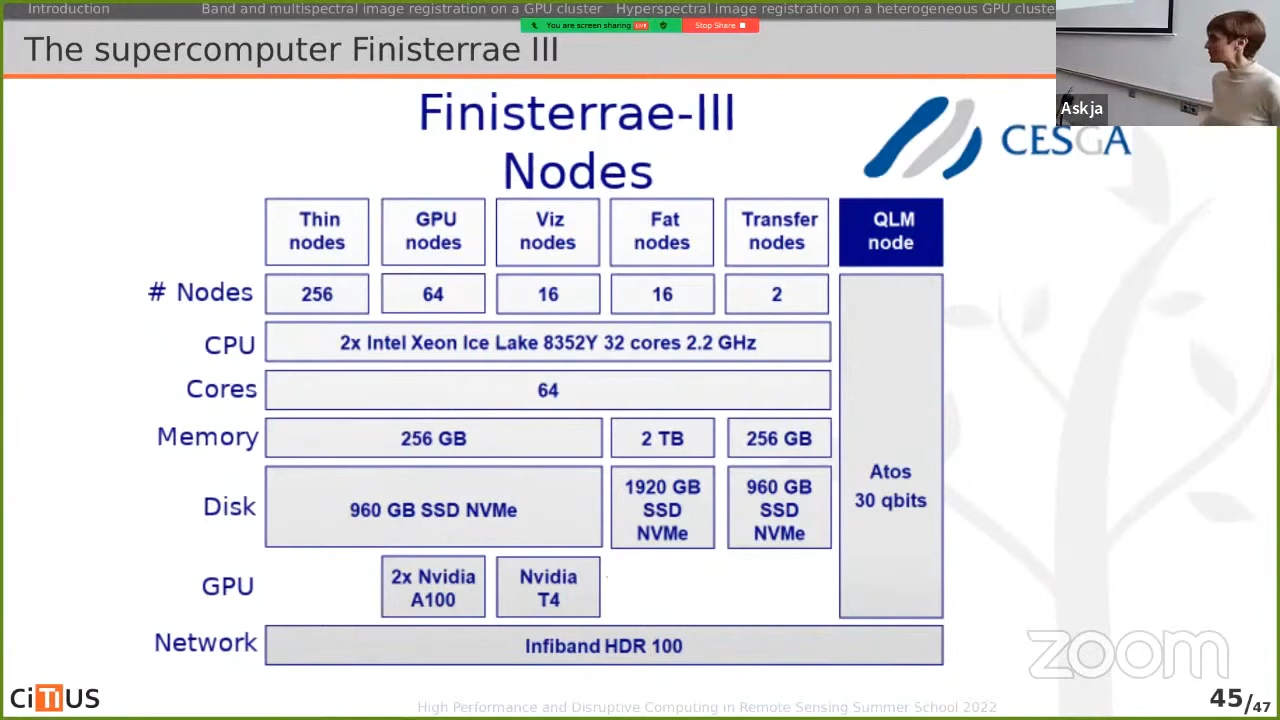 Introduction Band and multispectral image registration on a GPU cluster Hyperspectral image registration on a heterogeneous GPU cluste
You are screen sharing LIVE Stop Share
The supercomputer Finisterrae III
Askja
Finisterrae-III
Nodes
CESGA
Thin
nodes
GPU
nodes
Viz
nodes
Fat
nodes
Transfer
nodes
QLM
node
# Nodes 256 64 16 16 2
CPU 2x Intel Xeon Ice Lake 8352Y 32 cores 2.2 GHz
Cores 64
Memory 256 GB 2 TB 256 GB
Disk 960 GB SSD NVMe
1920 GB
SSD
NVMe
960 GB
SSD
NVMe
Atos
30 qbits
GPU
2x Nvidia
A100
Nvidia
T4
Network Infiband HDR 100
zoom
CiTIUS High Performance and Disruptive Computing in Remote Sensing Summer School 2022 45/47